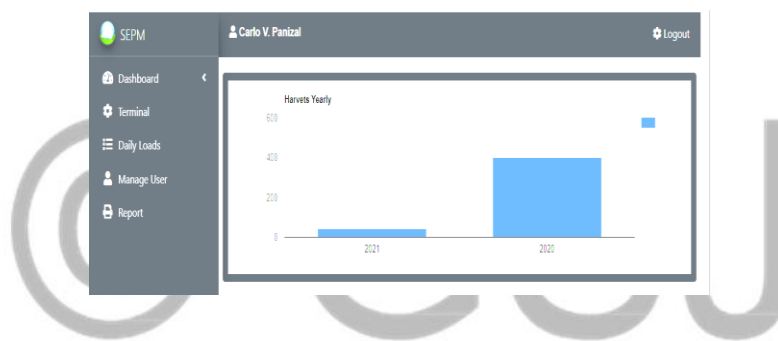 SEPM
Carlo V. Panizal
Logout
Dashboard
Terminal
Daily Loads
Manage User
Report
Harvets Yearly
600
400
200
0
2021
2020